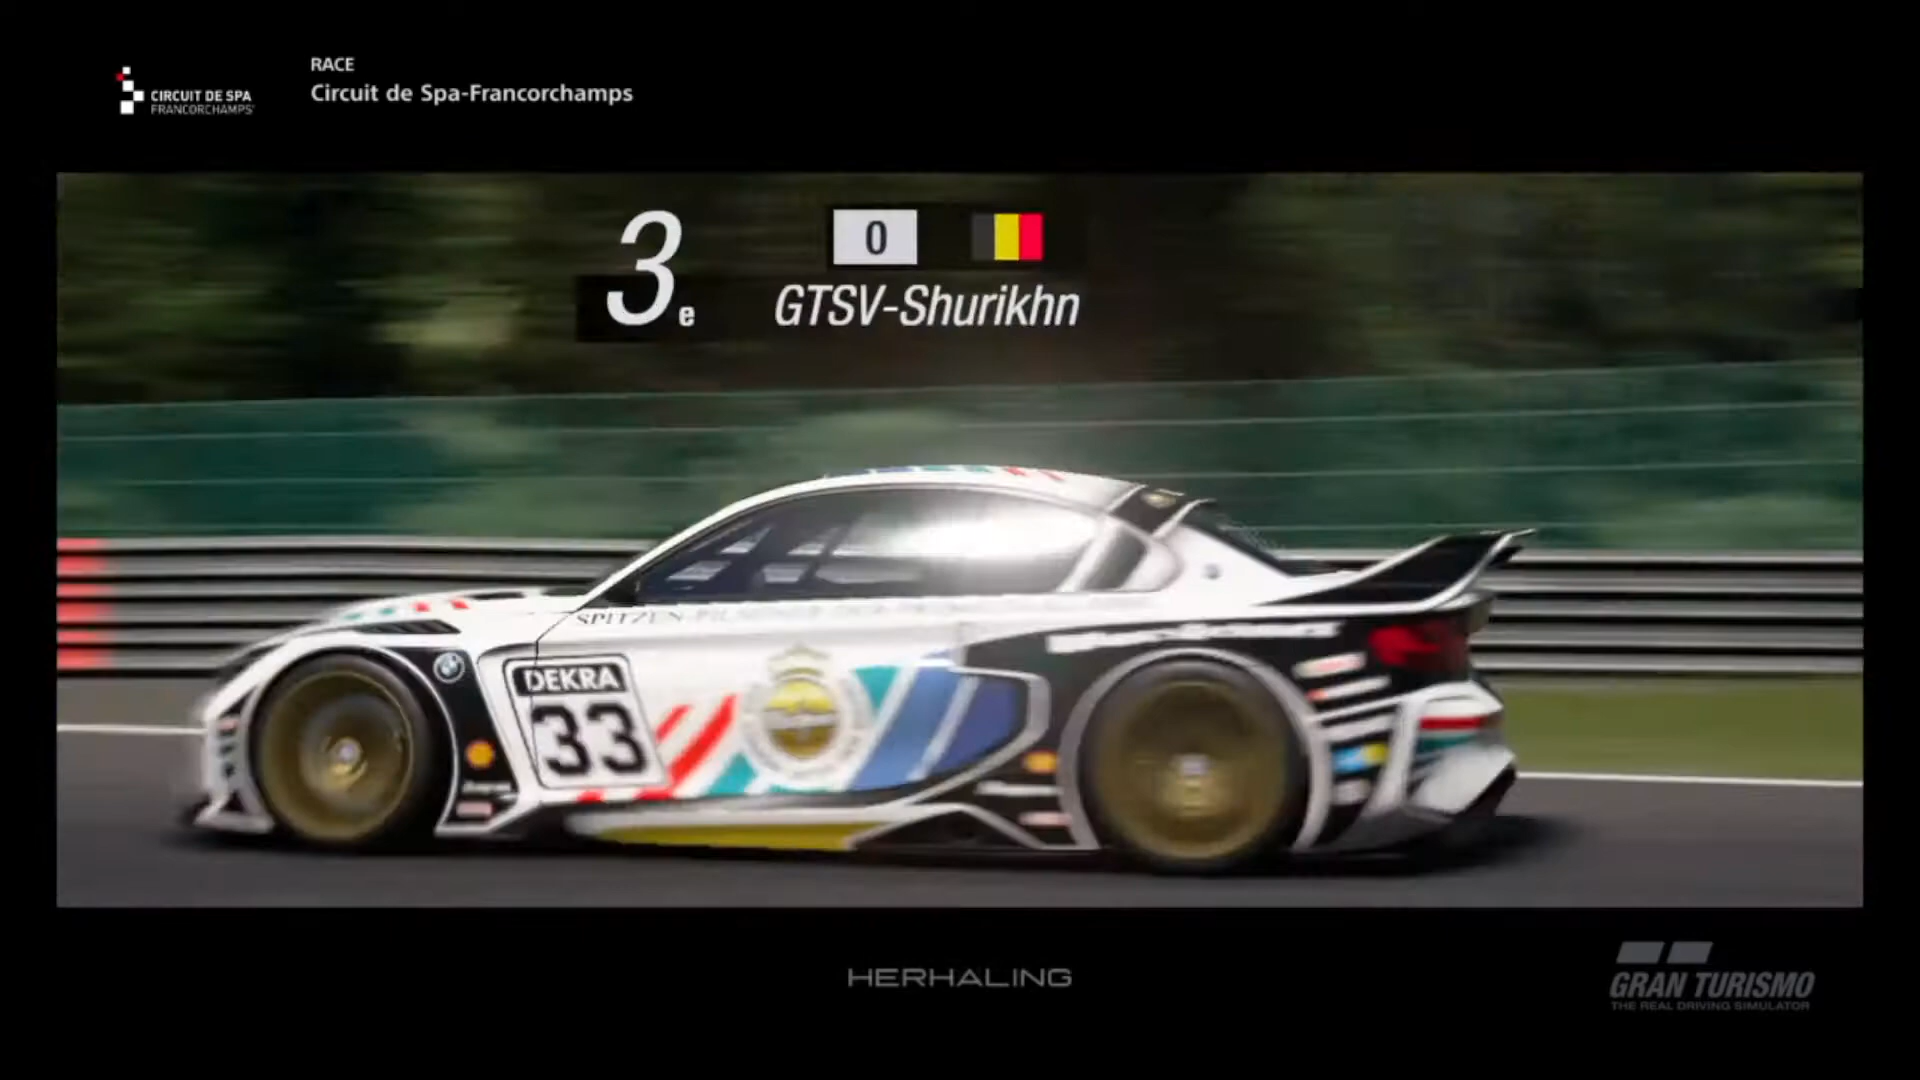 RACE
Circuit de Spa-Francorchamps
CIRCUIT DE SPA
FRANCORCHAMPS
3e
0
GTSV-Shurikhn
SPITZEN
DEKRA
33
HERHALING
GRAN TURISMO
THE REAL DRIVING SIMULATOR